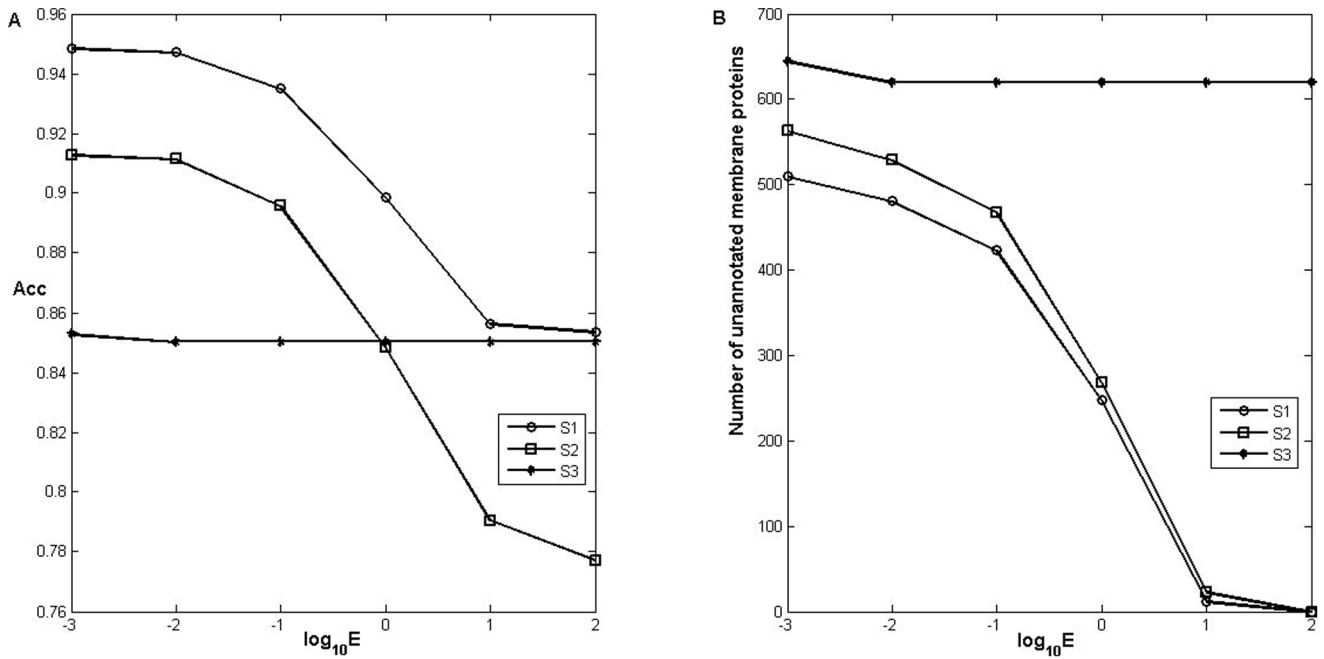 A
0.96
0.94
0.92
0.9
0.88
0.86
0.84
0.82
0.8
0.78
0.76
Acc
-3 -2 -1 0 1 2
log10E
S1
S2
S3
B
700
600
500
400
300
200
100
0
Number of unannotated membrane proteins
-3 -2 -1 0 1 2
log10E
S1
S2
S3